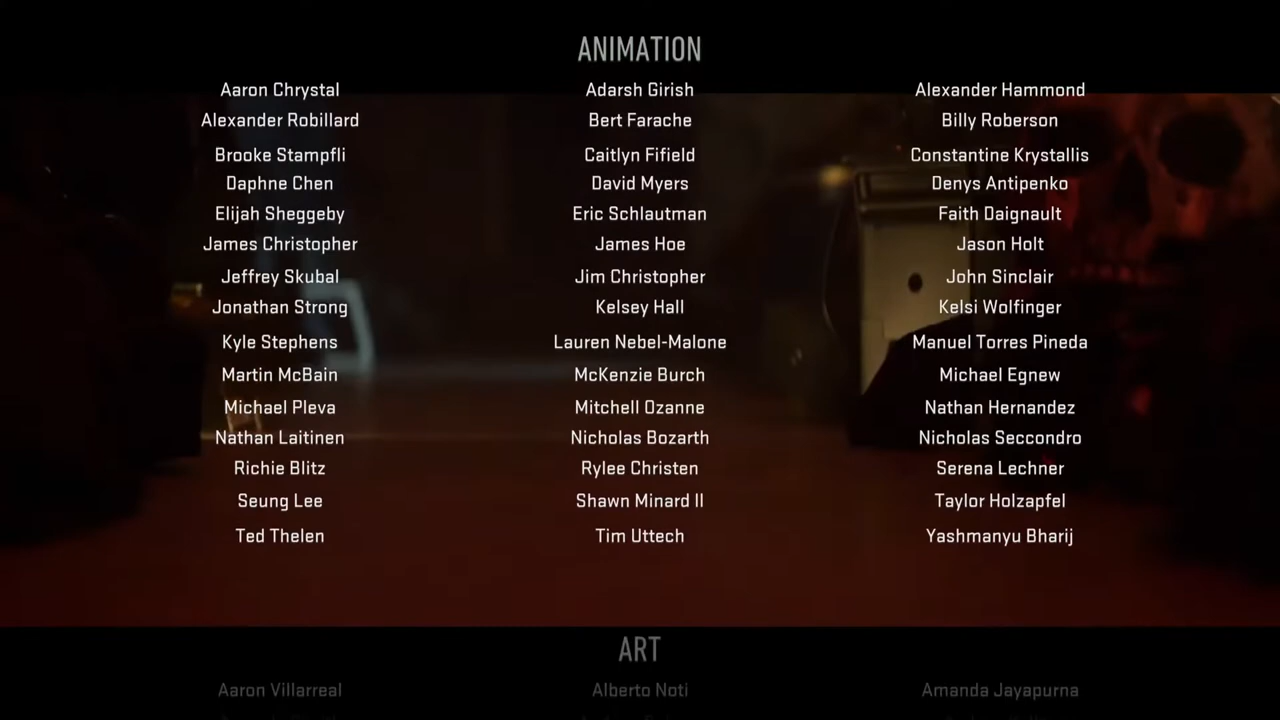 ANIMATION
Aaron Chrystal Adarsh Girish Alexander Hammond
Alexander Robillard Bert Farache Billy Roberson
Brooke Stampfli Caitlyn Fifield Constantine Krystallis
Daphne Chen David Myers Denys Antipenko
Elijah Sheggeby Eric Schlautman Faith Daignault
James Christopher James Hoe Jason Holt
Jeffrey Skubal Jim Christopher John Sinclair
Jonathan Strong Kelsey Hall Kelsi Wolfinger
Kyle Stephens Lauren Nebel-Malone Manuel Torres Pineda
Martin McBain McKenzie Burch Michael Egnew
Michael Pleva Mitchell Ozanne Nathan Hernandez
Nathan Laitinen Nicholas Bozarth Nicholas Seccondro
Richie Blitz Rylee Christen Serena Lechner
Seung Lee Shawn Minard II Taylor Holzapfel
Ted Thelen Tim Uttech Yashmanyu Bharij
ART
Aaron Villarreal Alberto Noti Amanda Jayapurna